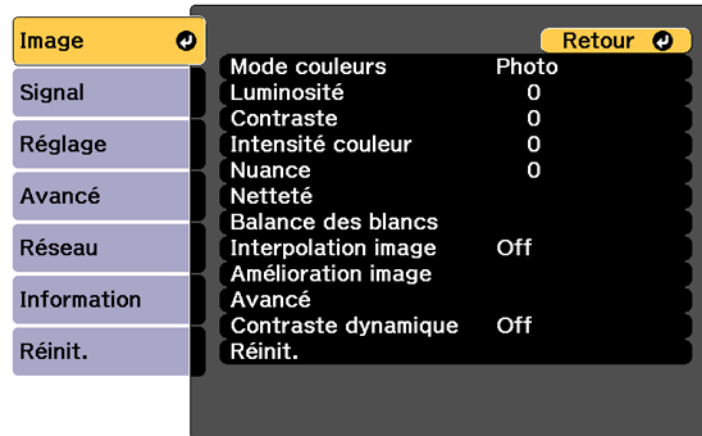 Image
Signal
Réglage
Avancé
Réseau
Information
Réinit.
Retour
Mode couleurs Photo
Luminosité 0
Contraste 0
Intensité couleur 0
Nuance 0
Netteté
Balance des blancs
Interpolation image Off
Amélioration image
Avancé
Contraste dynamique Off
Réinit.